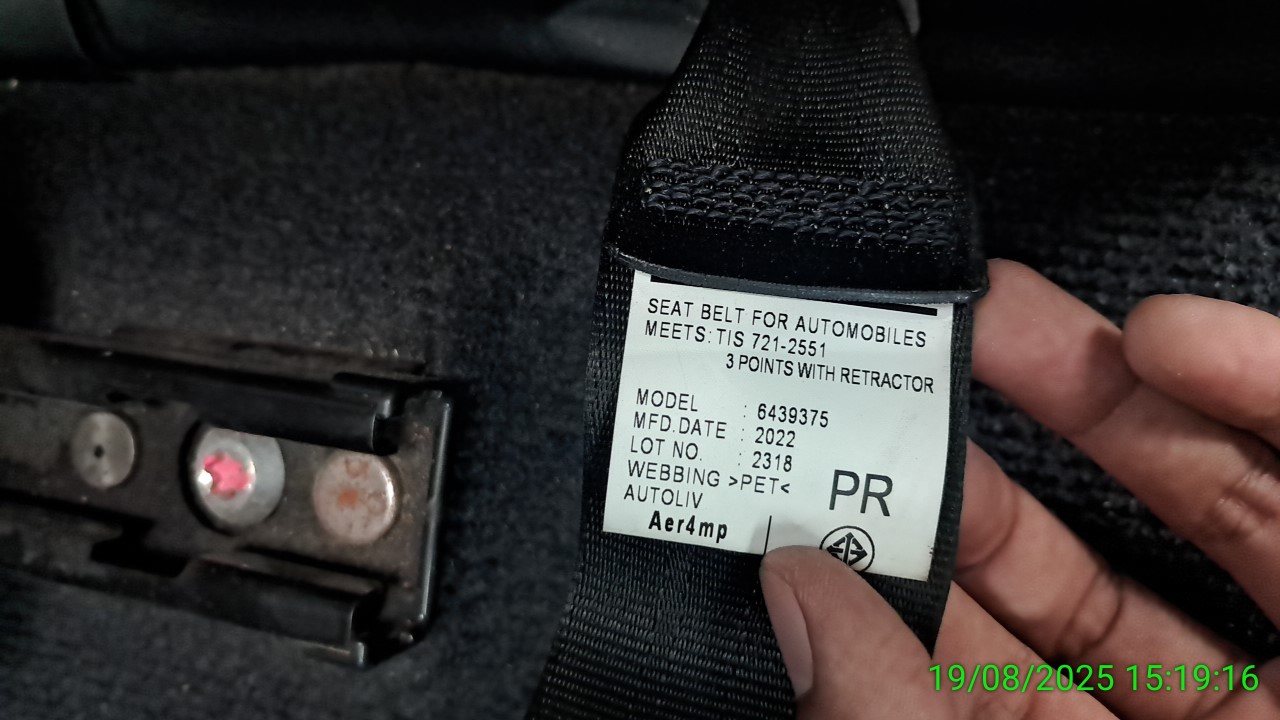 SEAT BELT FOR AUTOMOBILES
MEETS: TIS 721-2551
3 POINTS WITH RETRACTOR
MODEL : 6439375
MFD.DATE : 2022
LOT NO. : 2318
WEBBING >PET<
AUTOLIV
PR
Aer4mp
19/08/2025 15:19:16